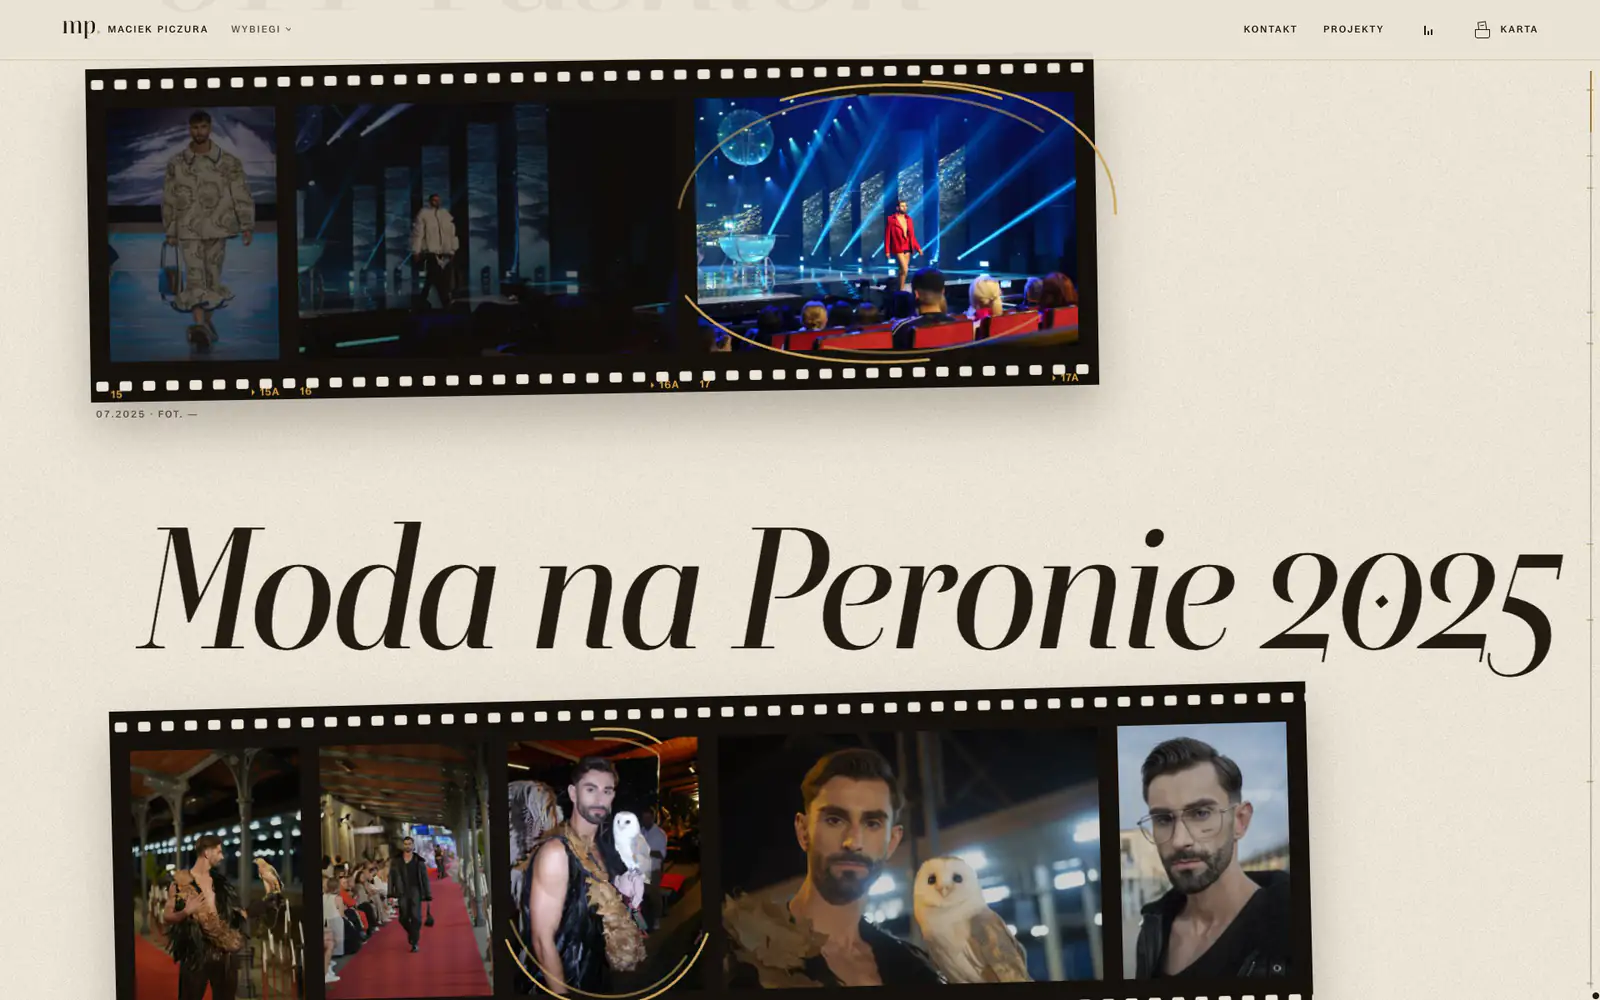 mp. MACIEK PICZURA WYBIEGI KONTAKT PROJEKTY KARTA
15 15A 16 16A 17 17A
07.2025 · FOT. —
Moda na Peronie 2025